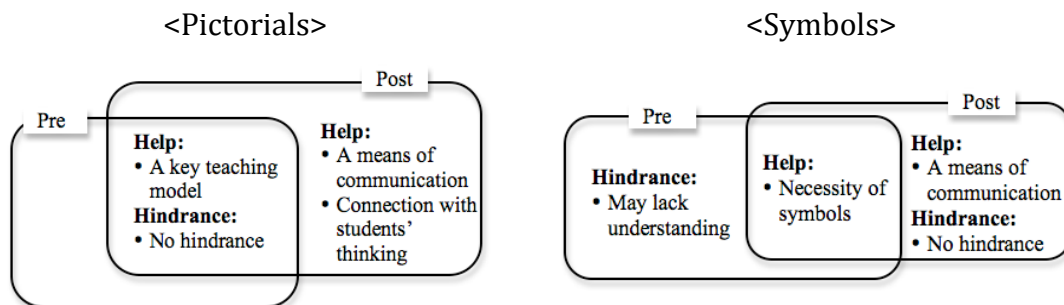 <Pictorials>
Pre
Post
Help:
• A key teaching
model
Hindrance:
• No hindrance
Help:
• A means of
communication
• Connection with
students’
thinking
<Symbols>
Pre
Post
Hindrance:
• May lack
understanding
Help:
• Necessity of
symbols
Help:
• A means of
communication
Hindrance:
• No hindrance